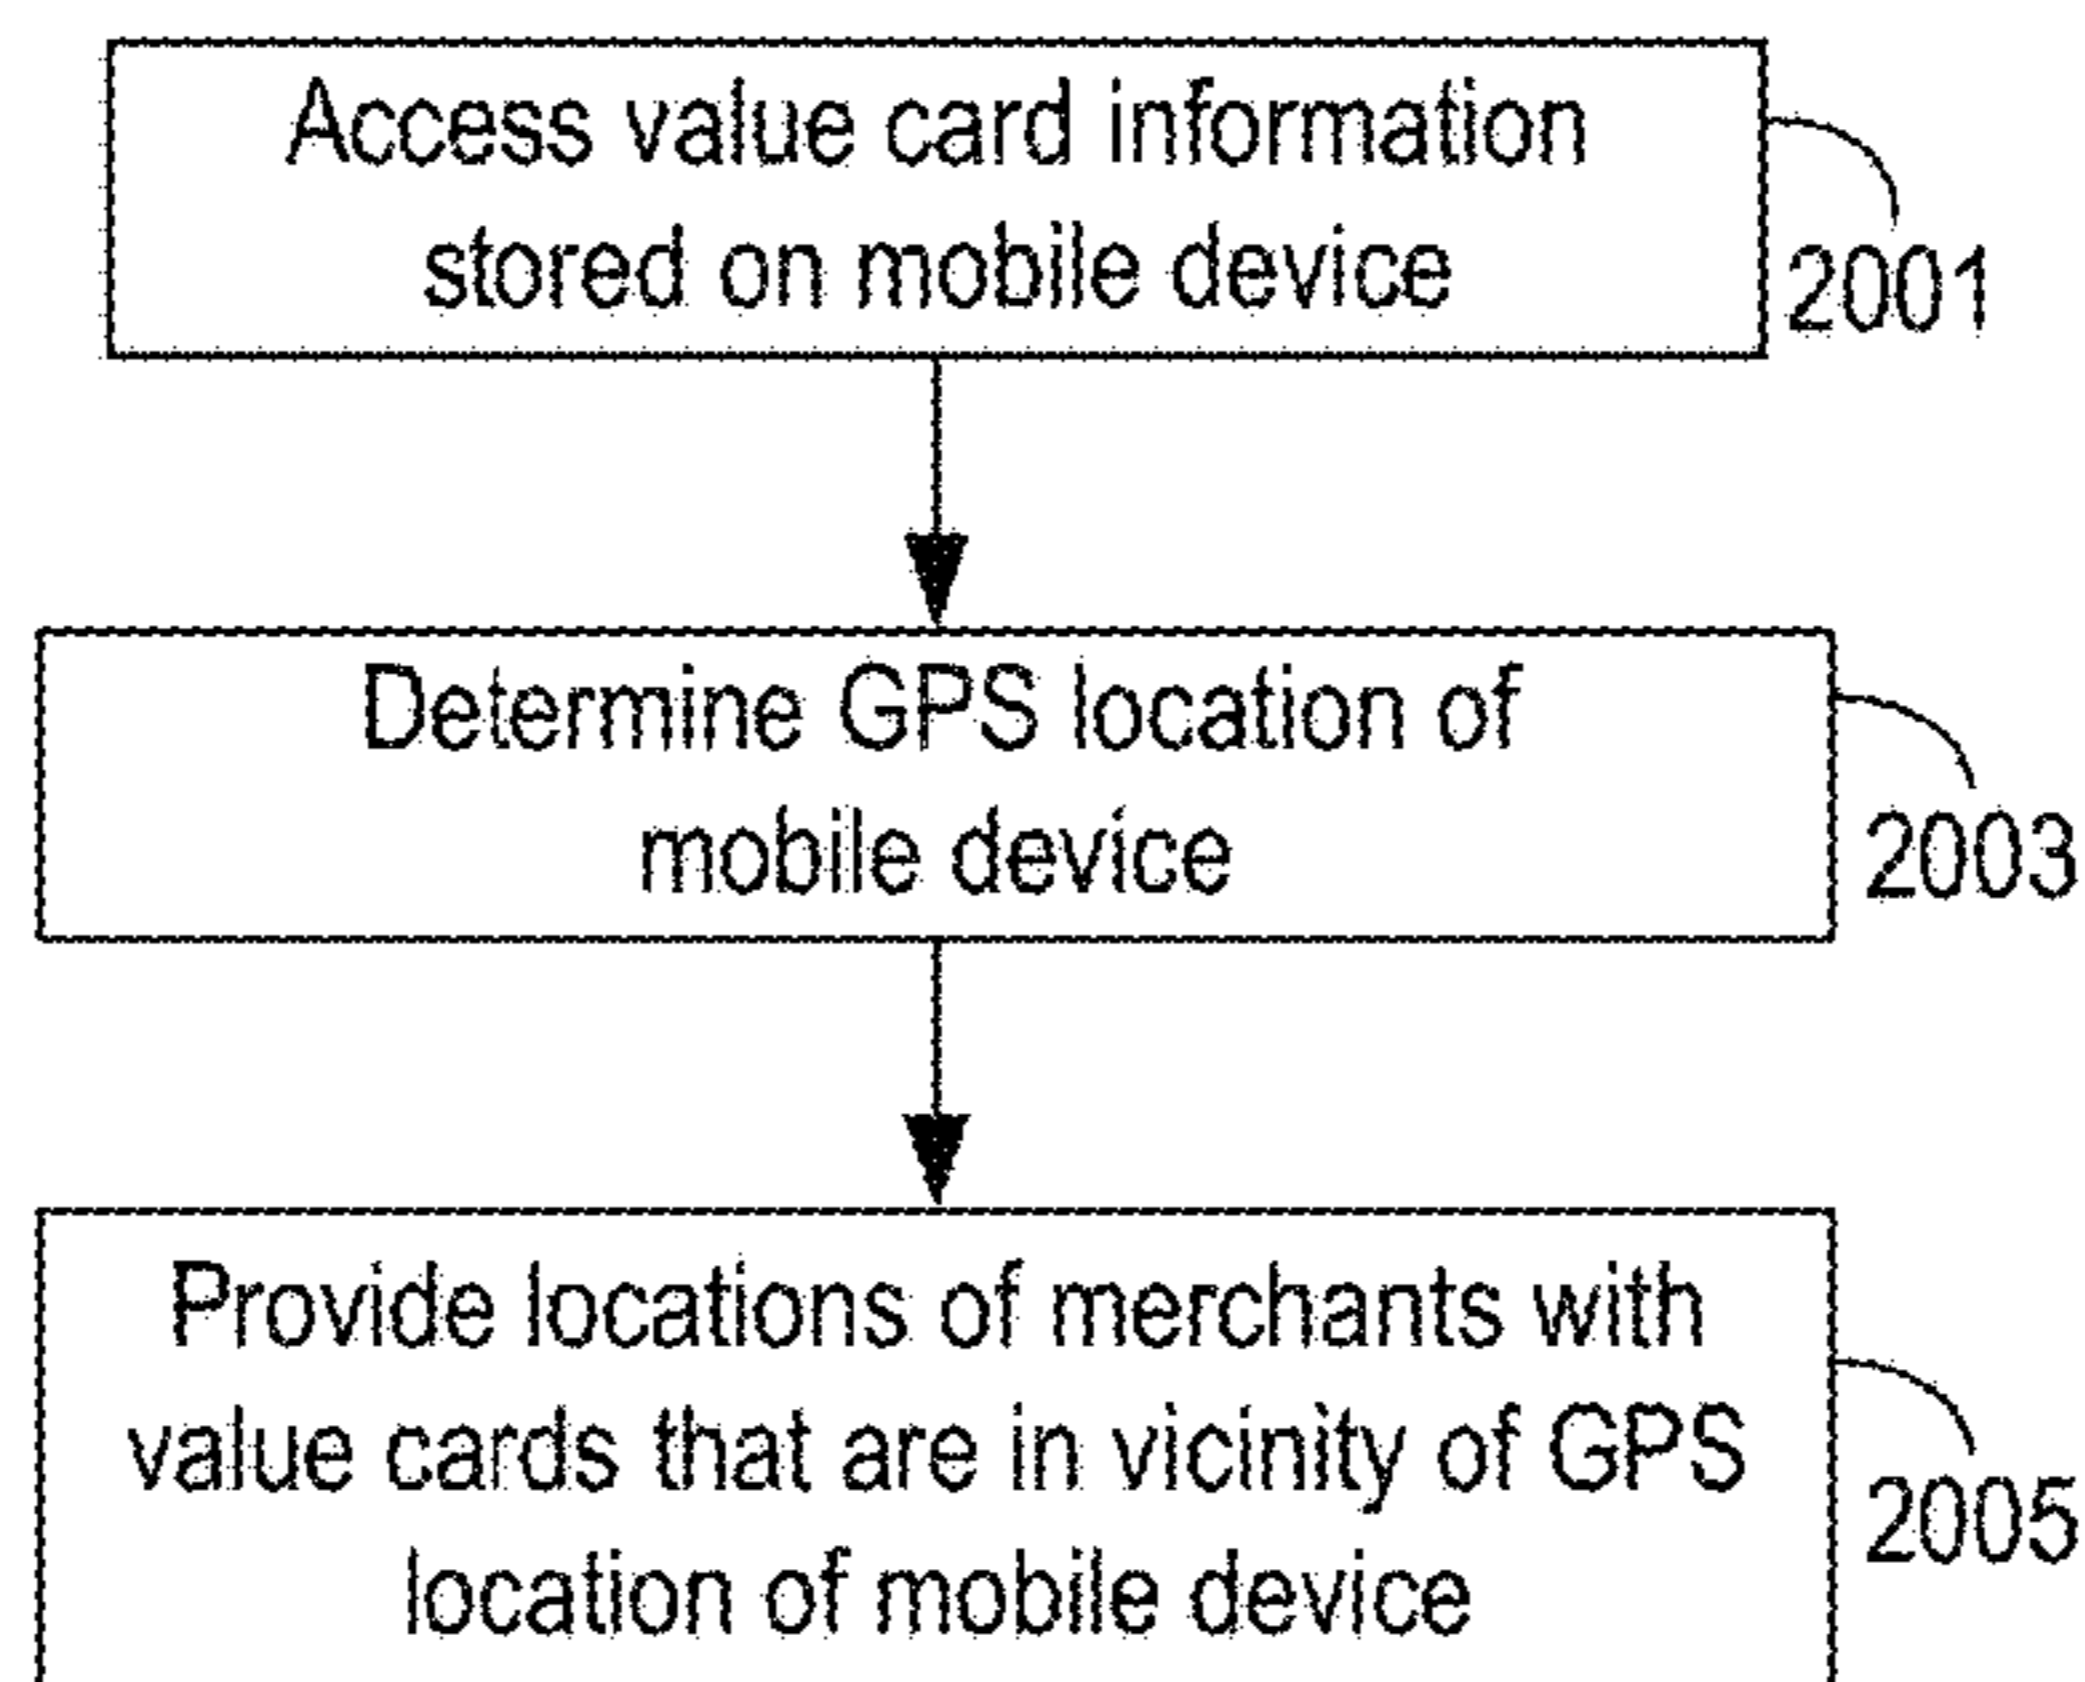 Access value card information
stored on mobile device
2001
Determine GPS location of
mobile device
2003
Provide locations of merchants with
value cards that are in vicinity of GPS
location of mobile device
2005